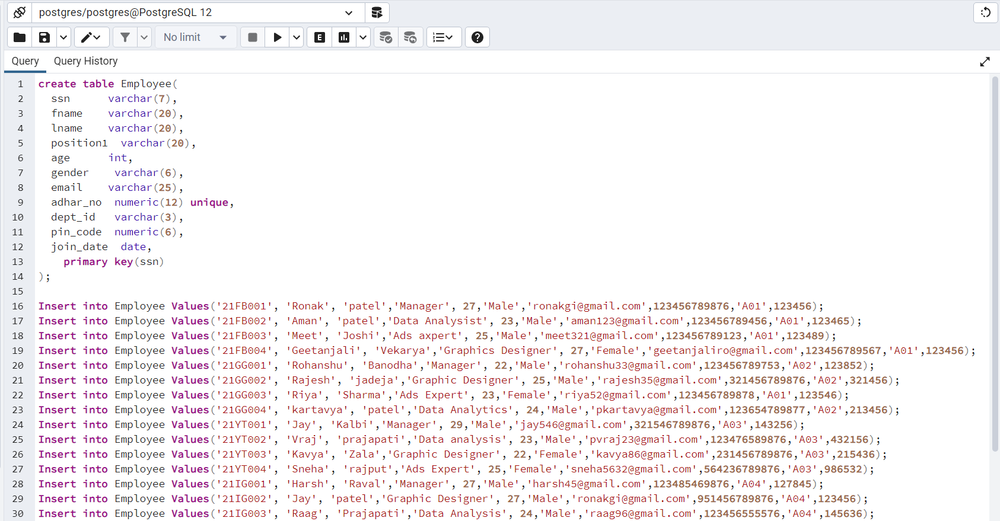 postgres/postgres@PostgreSQL 12
No limit
E
Query Query History
1 create table Employee(
2 ssn varchar(7),
3 fname varchar(20),
4 lname varchar(20),
5 position1 varchar(20),
6 age int,
7 gender varchar(6),
8 email varchar(25),
9 adhar_no numeric(12) unique,
10 dept_id varchar(3),
11 pin_code numeric(6),
12 join_date date,
13 primary key(ssn)
14 );
15
16 Insert into Employee Values('21FB001', 'Ronak', 'patel','Manager', 27,'Male','ronakgi@gmail.com',123456789876,'A01',123456);
17 Insert into Employee Values('21FB002', 'Aman', 'patel','Data Analysist', 23,'Male','aman123@gmail.com',123456789456,'A01',123465);
18 Insert into Employee Values('21FB003', 'Meet', 'Joshi','Ads axpert', 25,'Male','meet321@gmail.com',123456789123,'A01',123489);
19 Insert into Employee Values('21FB004', 'Geetanjali', 'Vekarya','Graphics Designer', 27,'Female','geetanjaliro@gmail.com',123456789567,'A01',123456);
20 Insert into Employee Values('21GG001', 'Rohanshu', 'Banodha','Manager', 22,'Male','rohanshu33@gmail.com',123456789753,'A02',123852);
21 Insert into Employee Values('21GG002', 'Rajesh', 'jadeja','Graphic Designer', 25,'Male','rajesh35@gmail.com',321456789876,'A02',321456);
22 Insert into Employee Values('21GG003', 'Riya', 'Sharma','Ads Expert', 23,'Female','riya52@gmail.com',123456789878,'A01',123546);
23 Insert into Employee Values('21GG004', 'kartavya', 'patel','Data Analytics', 24,'Male','pkartavya@gmail.com',123654789877,'A02',213456);
24 Insert into Employee Values('21YT001', 'Jay', 'Kalbi','Manager', 29,'Male','jay546@gmail.com',321546789876,'A03',143256);
25 Insert into Employee Values('21YT002', 'Vraj', 'prajapati','Data analysis', 23,'Male','pvraj23@gmail.com',123476589876,'A03',432156);
26 Insert into Employee Values('21YT003', 'Kavya', 'Zala','Graphic Designer', 22,'Female','kavya86@gmail.com',231456789876,'A03',215436);
27 Insert into Employee Values('21YT004', 'Sneha', 'rajput','Ads Expert', 25,'Female','sneha5632@gmail.com',564236789876,'A03',986532);
28 Insert into Employee Values('21IG001', 'Harsh', 'Raval','Manager', 27,'Male','harsh45@gmail.com',123485469876,'A04',127845);
29 Insert into Employee Values('21IG002', 'Jay', 'patel','Graphic Designer', 27,'Male','ronakgi@gmail.com',951456789876,'A04',123456);
30 Insert into Employee Values('21IG003', 'Raag', 'Prajapati','Data Analysis', 24,'Male','raag96@gmail.com',123456555576,'A04',145636);